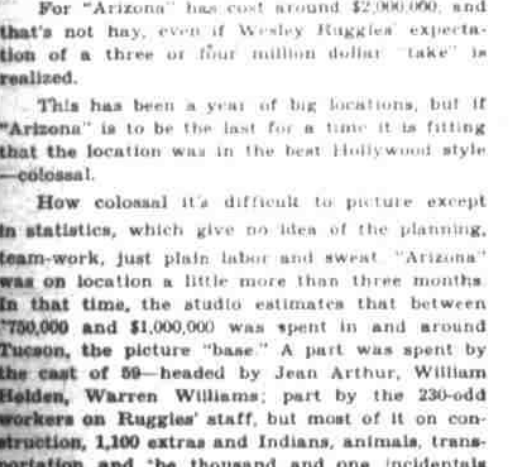 For "Arizona" has cost around $2,000,000, and
that's not hay, even if Wesley Ruggles' expecta-
tion of a three or four million dollar "take" is
realized.
This has been a year of big locations, but if
"Arizona" is to be the last for a time it is fitting
that the location was in the best Hollywood style
—colossal.
How colossal it's difficult to picture except
in statistics, which give no idea of the planning,
team-work, just plain labor and sweat. "Arizona"
was on location a little more than three months.
In that time, the studio estimates that between
"750,000 and $1,000,000 was spent in and around
Tucson, the picture "base." A part was spent by
the cast of 59—headed by Jean Arthur, William
Holden, Warren Williams; part by the 230-odd
workers on Ruggles' staff, but most of it on con-
struction, 1,100 extras and Indians, animals, trans-
portation and the thousand and one incidentals